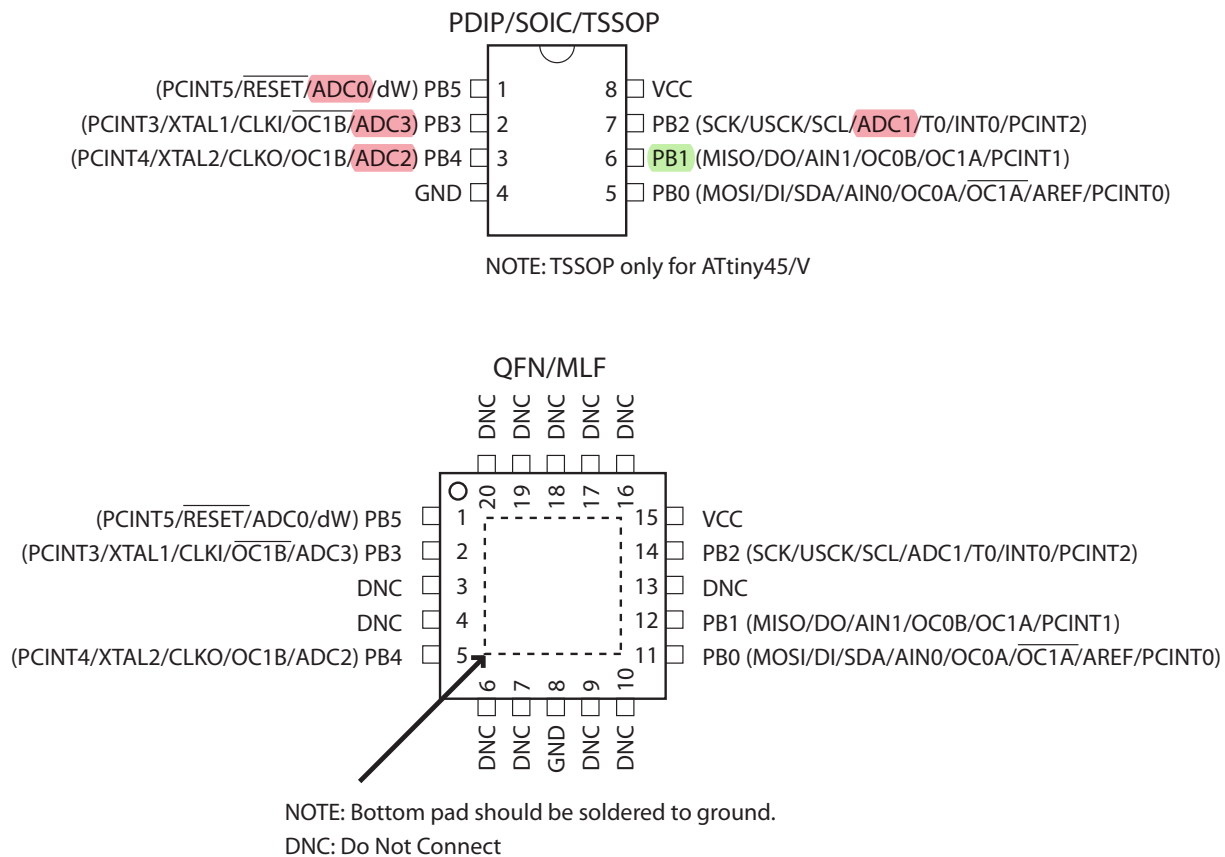 PDIP/SOIC/TSSOP
(PCINT5/RESET/ADC0/dW) PB5 1 8 VCC
(PCINT3/XTAL1/CLKI/OC1B/ADC3) PB3 2 7 PB2 (SCK/USCK/SCL/ADC1/T0/INT0/PCINT2)
(PCINT4/XTAL2/CLKO/OC1B/ADC2) PB4 3 6 PB1 (MISO/DO/AIN1/OC0B/OC1A/PCINT1)
GND 4 5 PB0 (MOSI/DI/SDA/AIN0/OC0A/OC1A/AREF/PCINT0)
NOTE: TSSOP only for ATtiny45/V
QFN/MLF
DNC DNC DNC DNC DNC
20 19 18 17 16
(PCINT5/RESET/ADC0/dW) PB5 1 15 VCC
(PCINT3/XTAL1/CLKI/OC1B/ADC3) PB3 2 14 PB2 (SCK/USCK/SCL/ADC1/T0/INT0/PCINT2)
DNC 3 13 DNC
DNC 4 12 PB1 (MISO/DO/AIN1/OC0B/OC1A/PCINT1)
(PCINT4/XTAL2/CLKO/OC1B/ADC2) PB4 5 11 PB0 (MOSI/DI/SDA/AIN0/OC0A/OC1A/AREF/PCINT0)
6 7 8 9 10
DNC DNC GND DNC DNC
NOTE: Bottom pad should be soldered to ground.
DNC: Do Not Connect